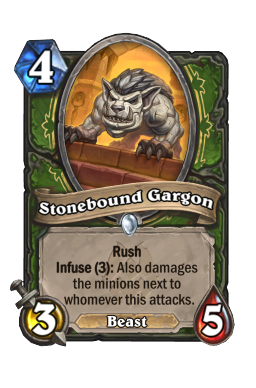 4
Stonebound Gargon
Rush
Infuse (3): Also damages
the minions next to
whomever this attacks.
3
Beast
5